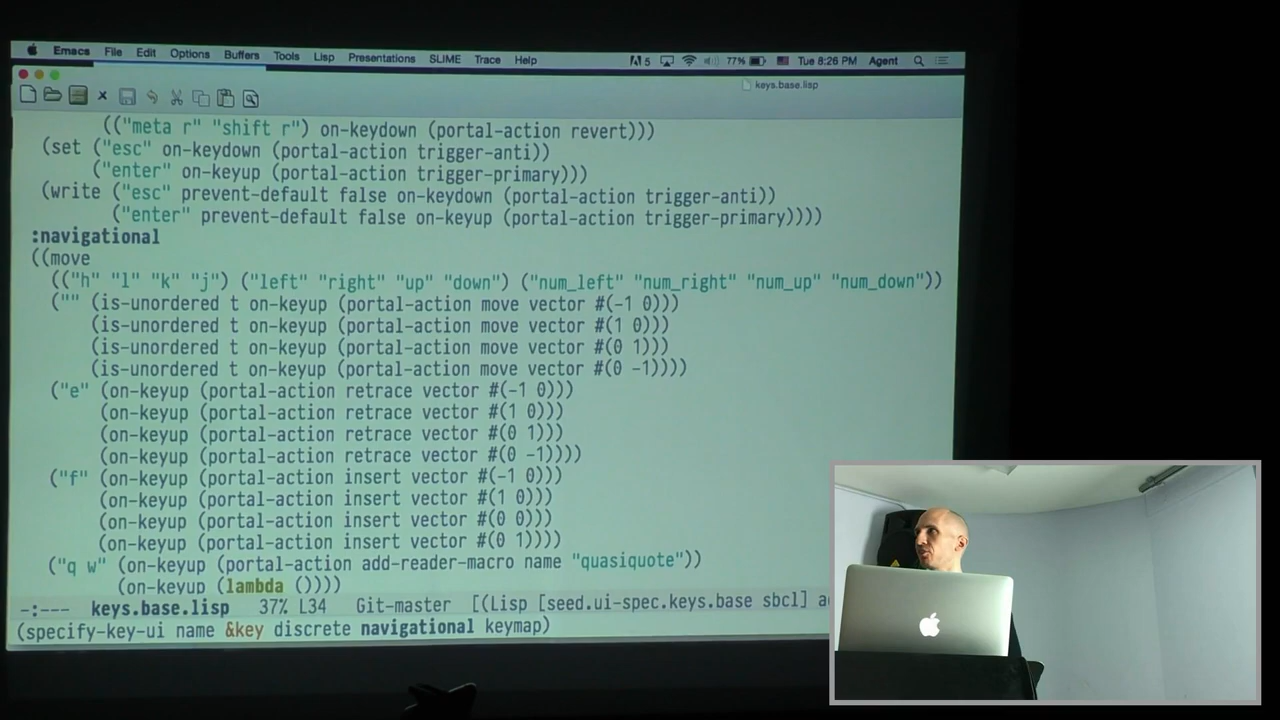 Emacs File Edit Options Buffers Tools Lisp Presentations SLIME Trace Help 5 77% Tue 8:26 PM Agent
keys.base.lisp
(("meta r" "shift r") on-keydown (portal-action revert)))
(set ("esc" on-keydown (portal-action trigger-anti))
("enter" on-keyup (portal-action trigger-primary)))
(write ("esc" prevent-default false on-keydown (portal-action trigger-anti))
("enter" prevent-default false on-keyup (portal-action trigger-primary))))
:navigational
((move
(("h" "l" "k" "j") ("left" "right" "up" "down") ("num_left" "num_right" "num_up" "num_down"))
("" (is-unordered t on-keyup (portal-action move vector #(-1 0)))
(is-unordered t on-keyup (portal-action move vector #(1 0)))
(is-unordered t on-keyup (portal-action move vector #(0 1)))
(is-unordered t on-keyup (portal-action move vector #(0 -1))))
("e" (on-keyup (portal-action retrace vector #(-1 0)))
(on-keyup (portal-action retrace vector #(1 0)))
(on-keyup (portal-action retrace vector #(0 1)))
(on-keyup (portal-action retrace vector #(0 -1))))
("f" (on-keyup (portal-action insert vector #(-1 0)))
(on-keyup (portal-action insert vector #(1 0)))
(on-keyup (portal-action insert vector #(0 0)))
(on-keyup (portal-action insert vector #(0 1))))
("q w" (on-keyup (portal-action add-reader-macro name "quasiquote"))
(on-keyup (lambda ())))
-:--- keys.base.lisp 37% L34 Git-master [(Lisp [seed.ui-spec.keys.base sbcl]
(specify-key-ui name &key discrete navigational keymap)